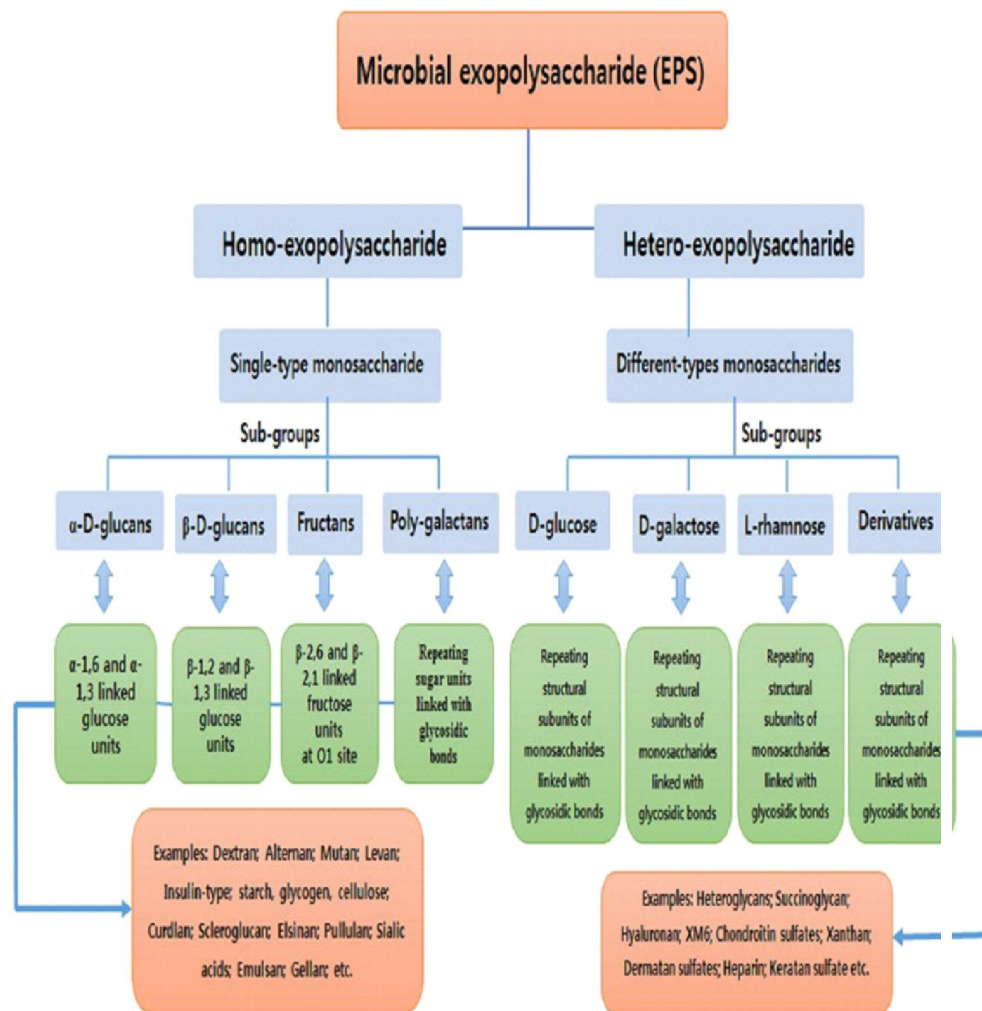 Microbial exopolysaccharide (EPS)
Homo-exopolysaccharide
Hetero-exopolysaccharide
Single-type monosaccharide
Different-types monosaccharides
Sub-groups
Sub-groups
α-D-glucans
β-D-glucans
Fructans
Poly-galactans
D-glucose
D-galactose
L-rhamnose
Derivatives
α-1,6 and α-
1,3 linked
glucose
units
β-1,2 and β-
1,3 linked
glucose
units
β-2,6 and β-
2,1 linked
fructose
units
at O1 site
Repeating
sugar units
linked with
glycosidic
bonds
Repeating
structural
subunits of
monosaccharides
linked with
glycosidic bonds
Repeating
structural
subunits of
monosaccharides
linked with
glycosidic bonds
Repeating
structural
subunits of
monosaccharides
linked with
glycosidic bonds
Repeating
structural
subunits of
monosaccharides
linked with
glycosidic bonds
Examples: Dextran; Alternan; Mutan; Levan;
Insulin-type; starch, glycogen, cellulose;
Curdlan; Scleroglucan; Elsinan; Pullulan; Sialic
acids; Emulsan; Gellan; etc.
Examples: Heteroglycans; Succinoglycan;
Hyaluronan; XM6; Chondroitin sulfates; Xanthan;
Dermatan sulfates; Heparin; Keratan sulfate etc.